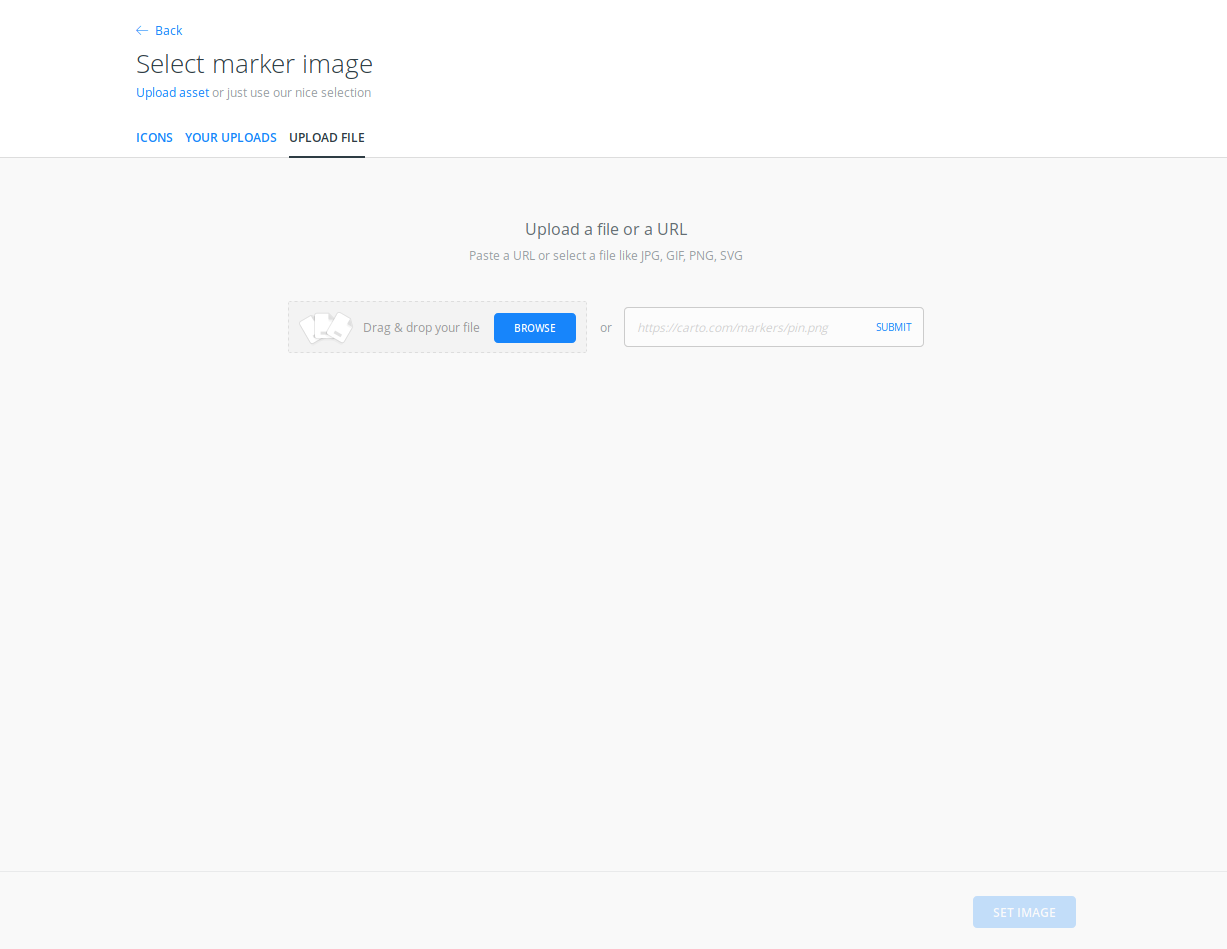 Back
Select marker image
Upload asset or just use our nice selection
ICONS YOUR UPLOADS UPLOAD FILE
Upload a file or a URL
Paste a URL or select a file like JPG, GIF, PNG, SVG
Drag & drop your file BROWSE or https://carto.com/markers/pin.png SUBMIT
SET IMAGE